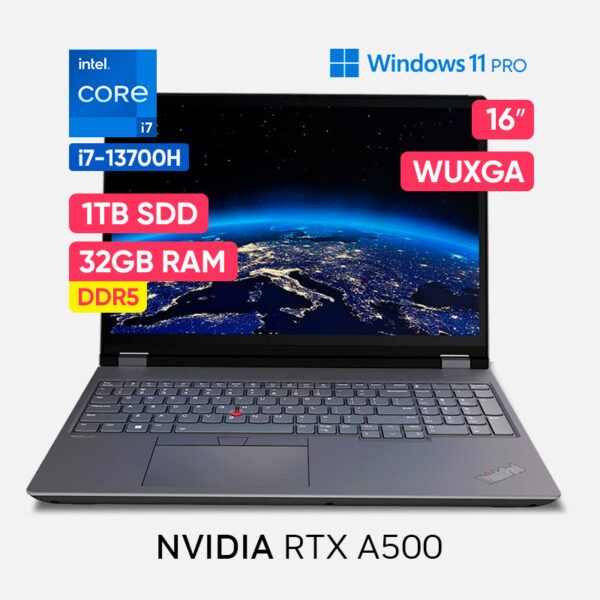 intel.
CORE
i7
i7-13700H
Windows 11 PRO
16"
WUXGA
1TB SDD
32GB RAM
DDR5
ThinkPad
NVIDIA RTX A500